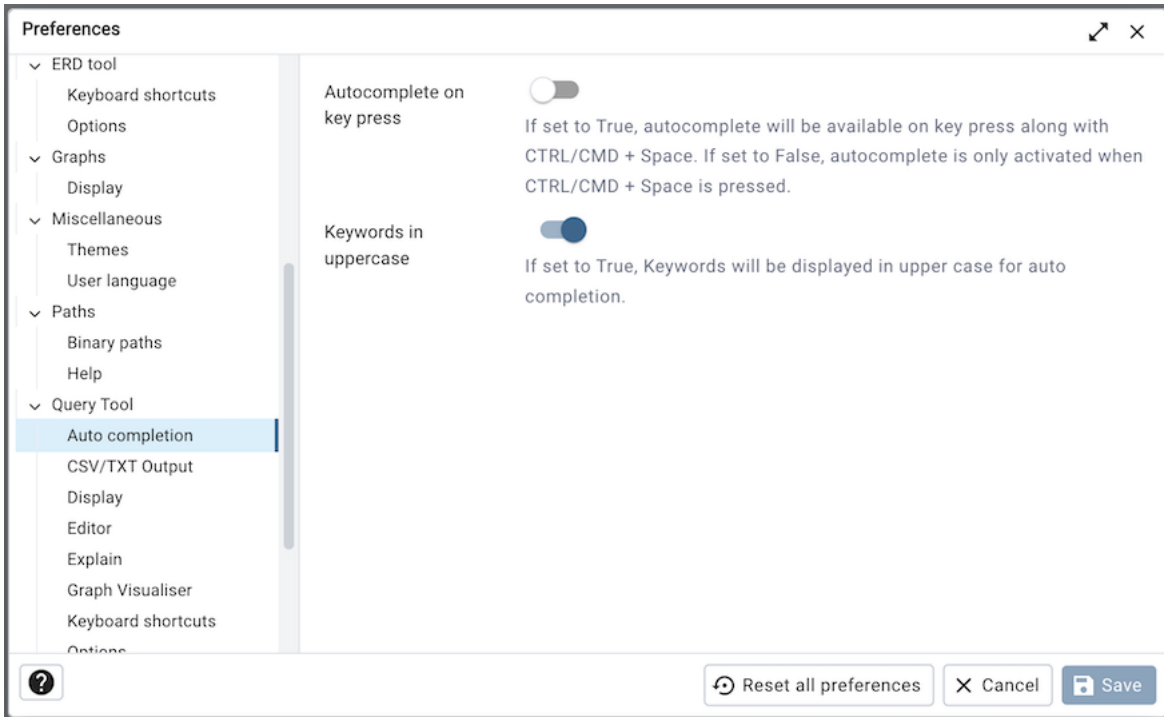 Preferences
ERD tool
Keyboard shortcuts
Options
Graphs
Display
Miscellaneous
Themes
User language
Paths
Binary paths
Help
Query Tool
Auto completion
CSV/TXT Output
Display
Editor
Explain
Graph Visualiser
Keyboard shortcuts
Options
Autocomplete on
key press
If set to True, autocomplete will be available on key press along with
CTRL/CMD + Space. If set to False, autocomplete is only activated when
CTRL/CMD + Space is pressed.
Keywords in
uppercase
If set to True, Keywords will be displayed in upper case for auto
completion.
?
Reset all preferences
Cancel
Save